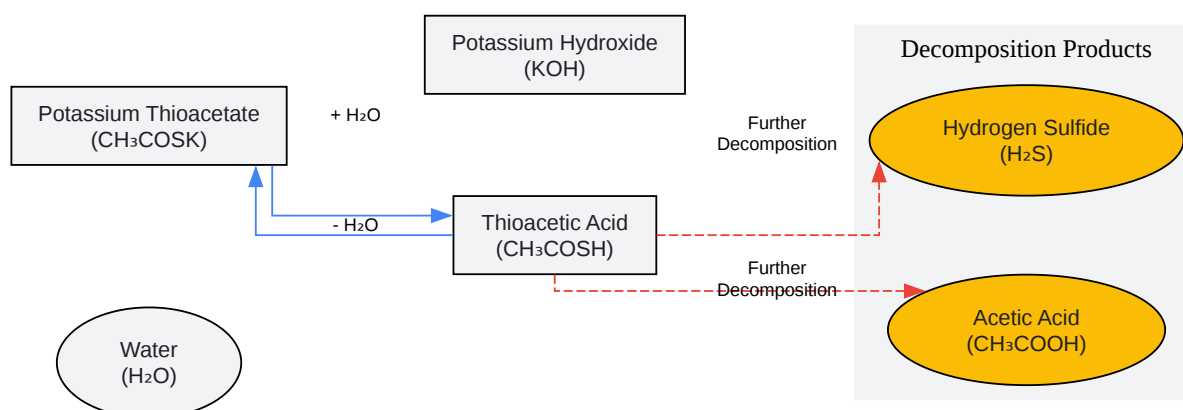 Potassium Hydroxide
(KOH)
Decomposition Products
Potassium Thioacetate
(CH₃COSK)
+ H₂O
Further
Decomposition
Hydrogen Sulfide
(H₂S)
- H₂O
Thioacetic Acid
(CH₃COSH)
Further
Decomposition
Acetic Acid
(CH₃COOH)
Water
(H₂O)